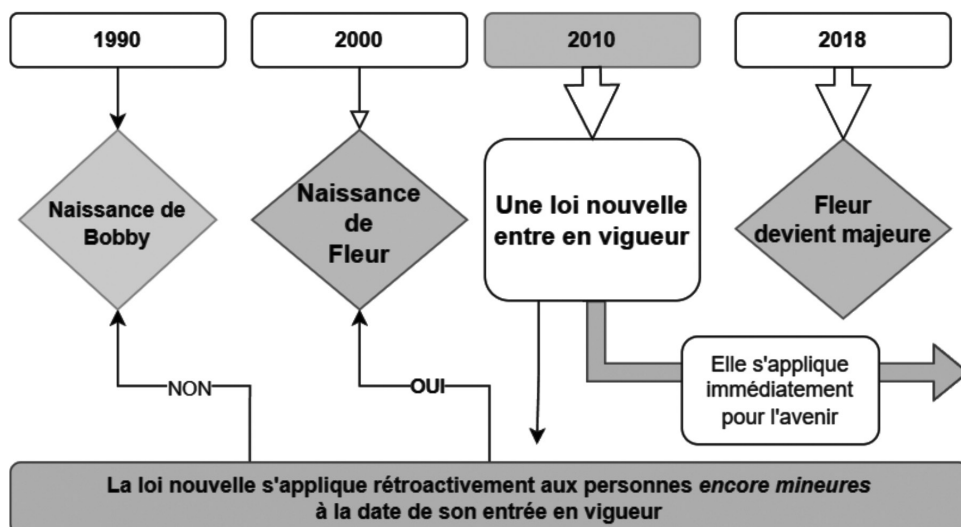 1990
2000
2010
2018
Naissance de
Bobby
Naissance
de
Fleur
Une loi nouvelle
entre en vigueur
Fleur
devient majeure
NON
OUI
Elle s'applique
immédiatement
pour l'avenir
La loi nouvelle s'applique rétroactivement aux personnes encore mineures
à la date de son entrée en vigueur